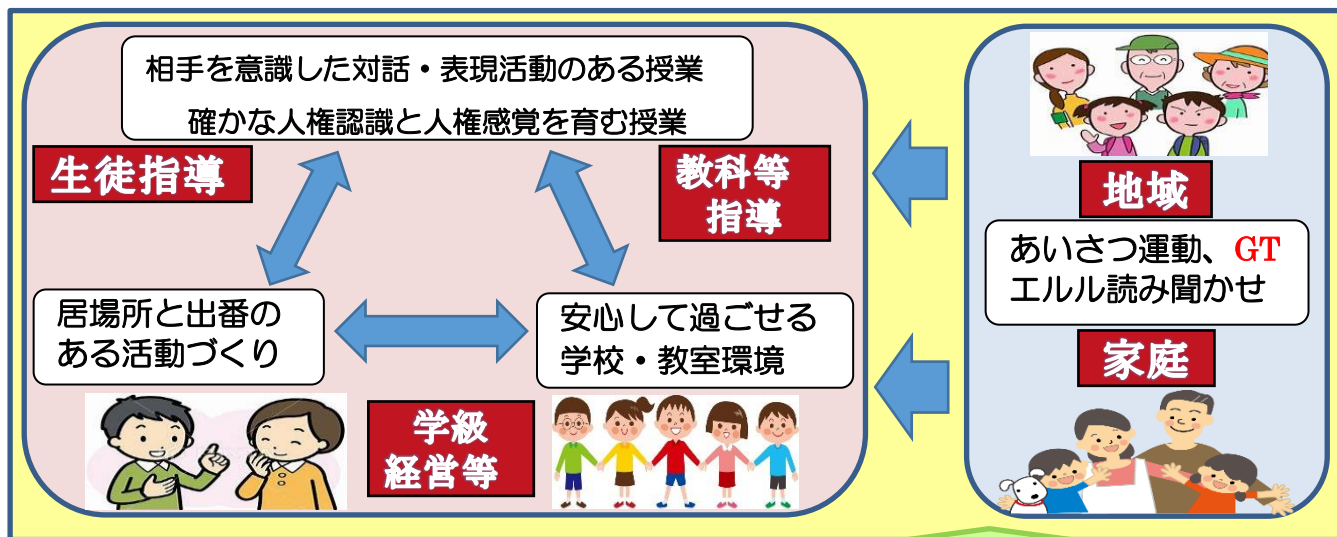 相手を意識した対話・表現活動のある授業
確かな人権認識と人権感覚を育む授業
生徒指導
教科等
指導
居場所と出番の
ある活動づくり
安心して過ごせる
学校・教室環境
学級
経営等
地域
あいさつ運動、GT
エルル読み聞かせ
家庭